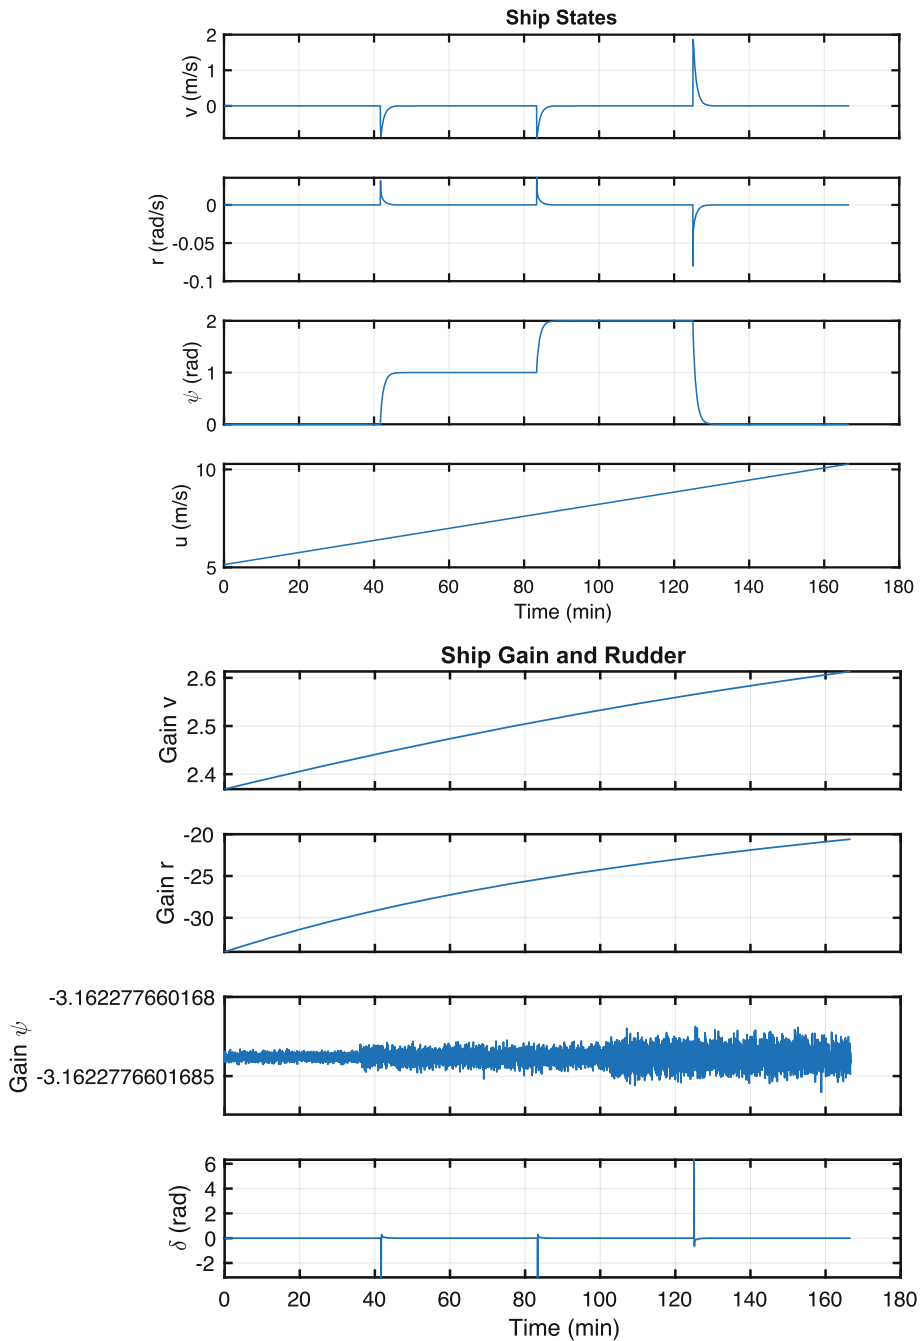 Ship States
v (m/s)
2
1
0
r (rad/s)
0
-0.05
-0.1
ψ (rad)
2
1
0
u (m/s)
10
5
0 20 40 60 80 100 120 140 160 180
Time (min)
Ship Gain and Rudder
Gain v
2.6
2.5
2.4
Gain r
-20
-25
-30
Gain ψ
-3.162277660168
-3.1622776601685
δ (rad)
6
4
2
0
-2
0 20 40 60 80 100 120 140 160 180
Time (min)